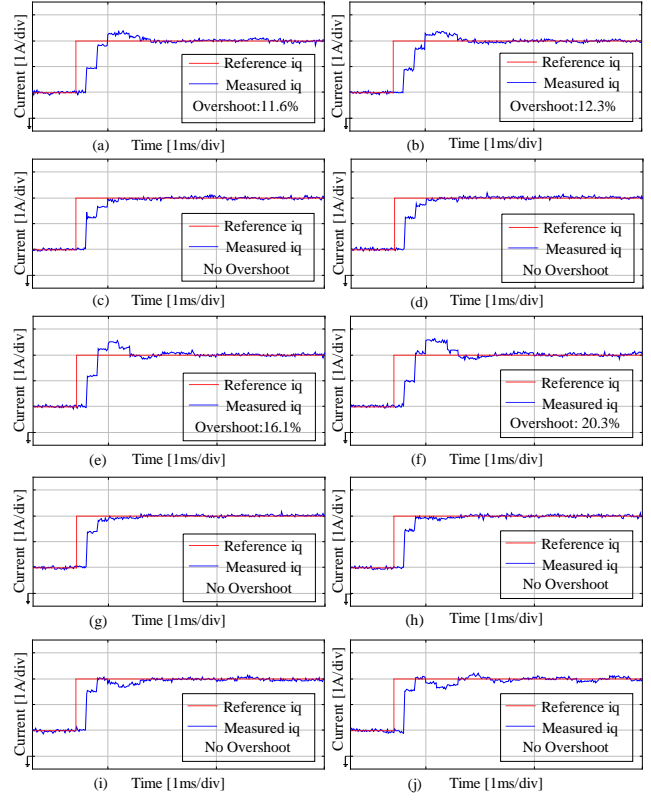 Current [1A/div]
Reference iq
Measured iq
Overshoot:11.6%
(a)
Time [1ms/div]
Current [1A/div]
Reference iq
Measured iq
Overshoot:12.3%
(b)
Time [1ms/div]
Current [1A/div]
Reference iq
Measured iq
No Overshoot
(c)
Time [1ms/div]
Current [1A/div]
Reference iq
Measured iq
No Overshoot
(d)
Time [1ms/div]
Current [1A/div]
Reference iq
Measured iq
Overshoot:16.1%
(e)
Time [1ms/div]
Current [1A/div]
Reference iq
Measured iq
Overshoot: 20.3%
(f)
Time [1ms/div]
Current [1A/div]
Reference iq
Measured iq
No Overshoot
(g)
Time [1ms/div]
Current [1A/div]
Reference iq
Measured iq
No Overshoot
(h)
Time [1ms/div]
Current [1A/div]
Reference iq
Measured iq
No Overshoot
(i)
Time [1ms/div]
Current [1A/div]
Reference iq
Measured iq
No Overshoot
(j)
Time [1ms/div]